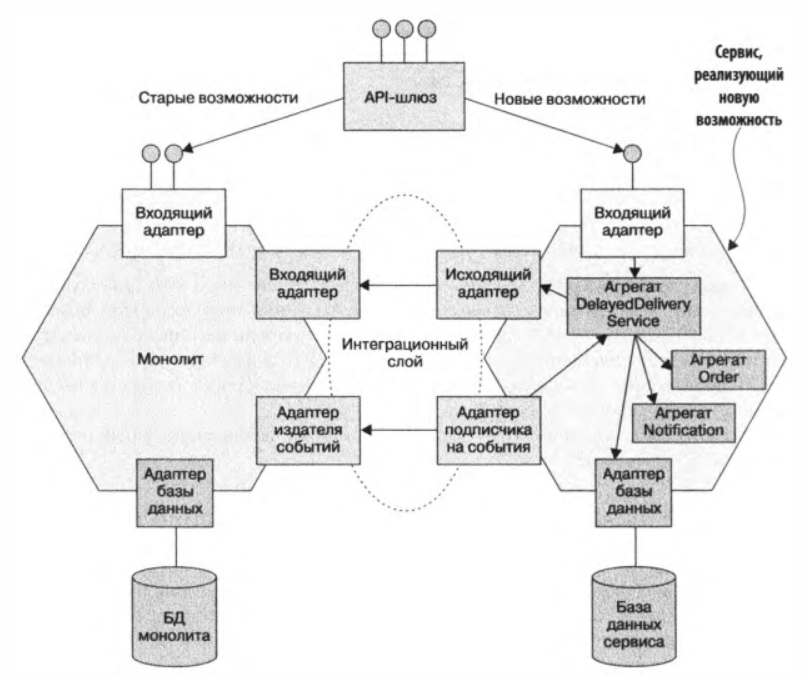 Сервис,
реализующий
новую
возможность
API-шлюз
Старые возможности
Новые возможности
Входящий
адаптер
Входящий
адаптер
Входящий
адаптер
Исходящий
адаптер
Агрегат
DelayedDelivery
Service
Монолит
Интеграционный
слой
Агрегат
Order
Агрегат
Notification
Адаптер
издателя
событий
Адаптер
подписчика
на события
Адаптер
базы
данных
Адаптер
базы
данных
БД
монолита
База
данных
сервиса